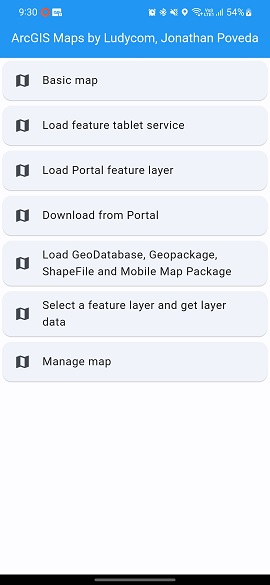 9:30
54%
ArcGIS Maps by Ludycom, Jonathan Poveda
Basic map
Load feature tablet service
Load Portal feature layer
Download from Portal
Load GeoDatabase, Geopackage,
ShapeFile and Mobile Map Package
Select a feature layer and get layer
data
Manage map